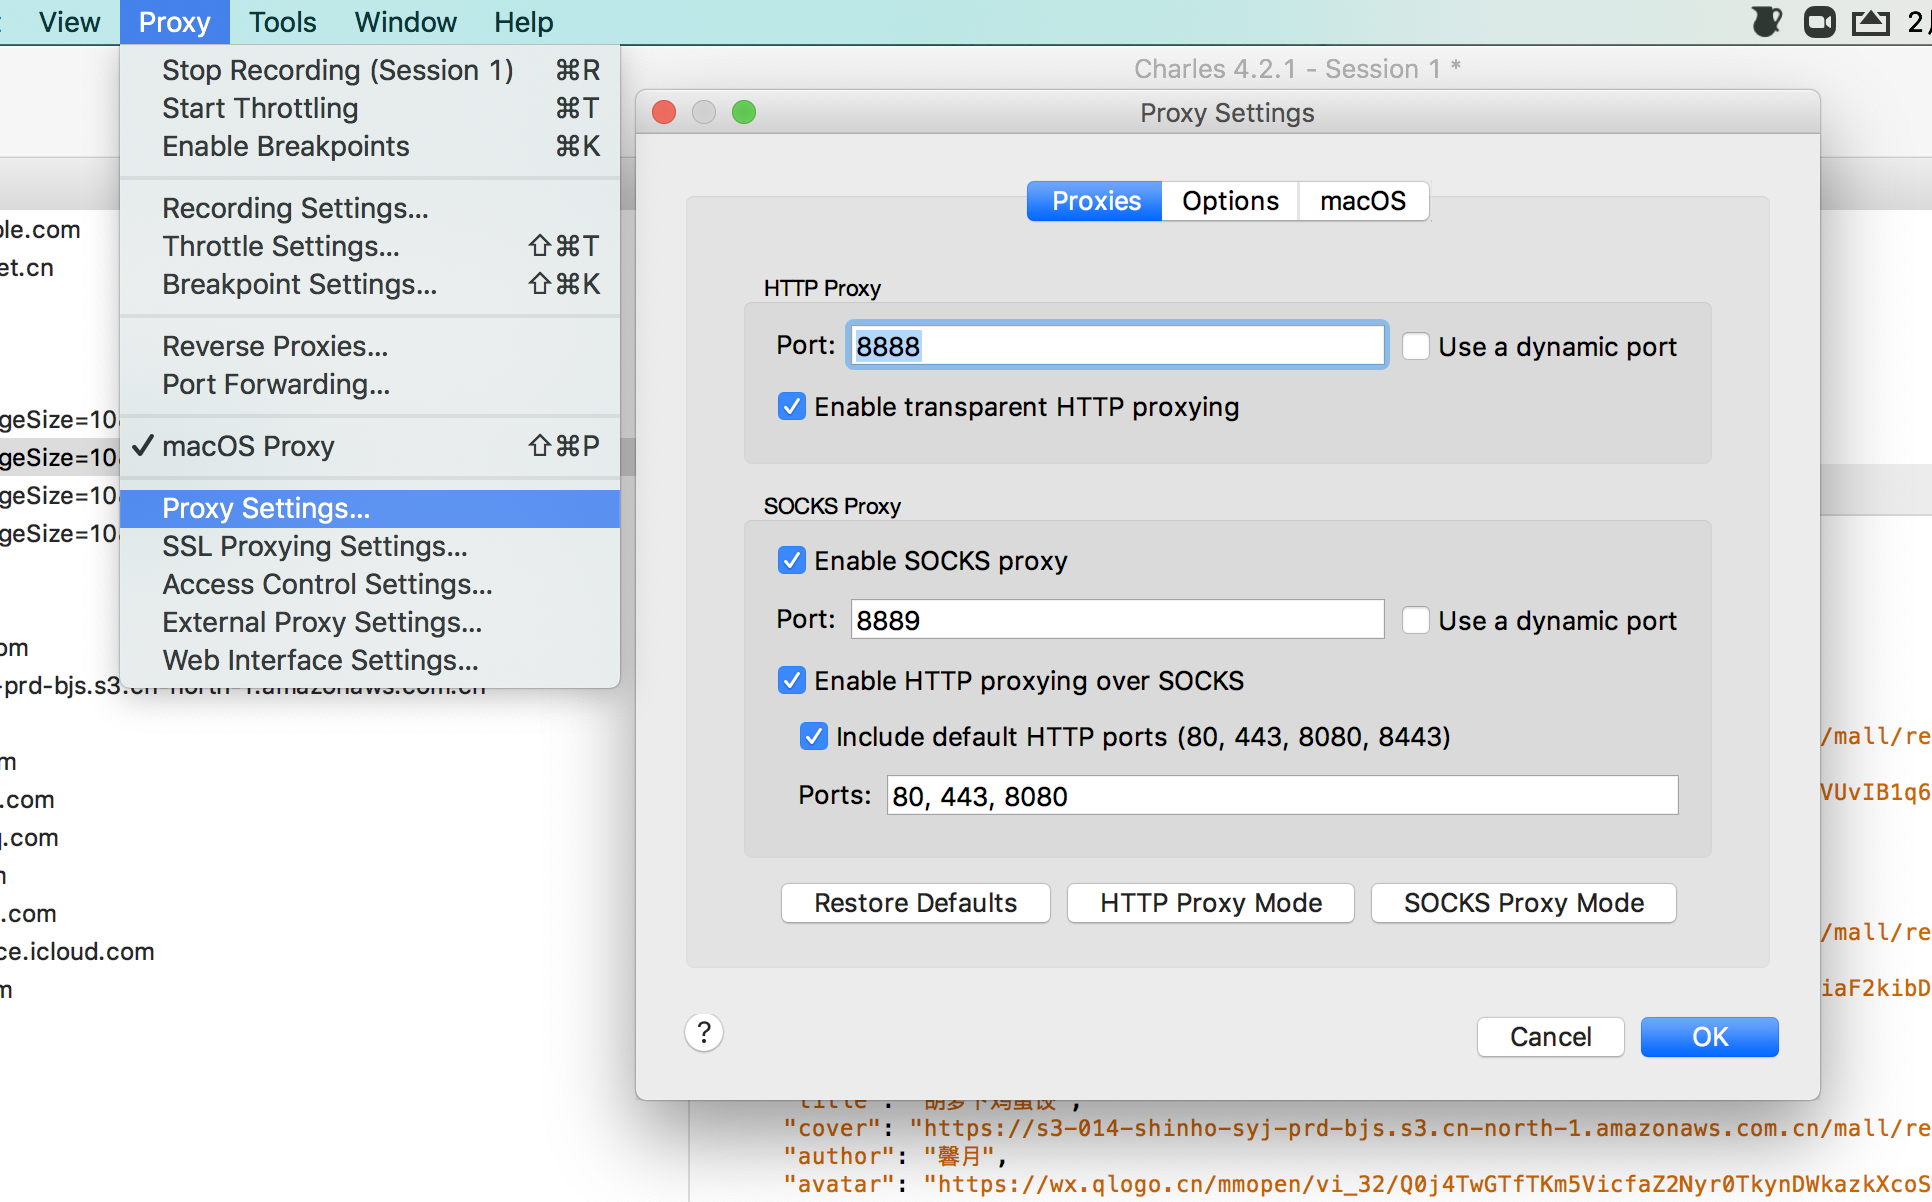 View Proxy Tools Window Help 2
Charles 4.2.1 - Session 1 *
Stop Recording (Session 1) ⌘R
Start Throttling ⌘T
Enable Breakpoints ⌘K
Recording Settings...
Throttle Settings... ⇧⌘T
Breakpoint Settings... ⇧⌘K
Reverse Proxies...
Port Forwarding...
✓ macOS Proxy ⇧⌘P
Proxy Settings...
SSL Proxying Settings...
Access Control Settings...
External Proxy Settings...
Web Interface Settings...
ole.com
et.cn
geSize=10
geSize=10
geSize=10
geSize=10
om
-prd-bjs.s3.cn-north-1.amazonaws.com.cn
m
.com
.com
.com
ce.icloud.com
m
Proxy Settings
Proxies Options macOS
HTTP Proxy
Port: 8888 Use a dynamic port
Enable transparent HTTP proxying
SOCKS Proxy
Enable SOCKS proxy
Port: 8889 Use a dynamic port
Enable HTTP proxying over SOCKS
Include default HTTP ports (80, 443, 8080, 8443)
Ports: 80, 443, 8080
Restore Defaults HTTP Proxy Mode SOCKS Proxy Mode
? Cancel OK
/mall/re
VUvIB1q6
/mall/re
iaF2kibD
"cover": "https://s3-014-shinho-syj-prd-bjs.s3.cn-north-1.amazonaws.com.cn/mall/re
"author": "馨月",
"avatar": "https://wx.qlogo.cn/mmopen/vi_32/Q0j4TwGTfTKm5VicfaZ2Nyr0TkynDWkazkXcoS